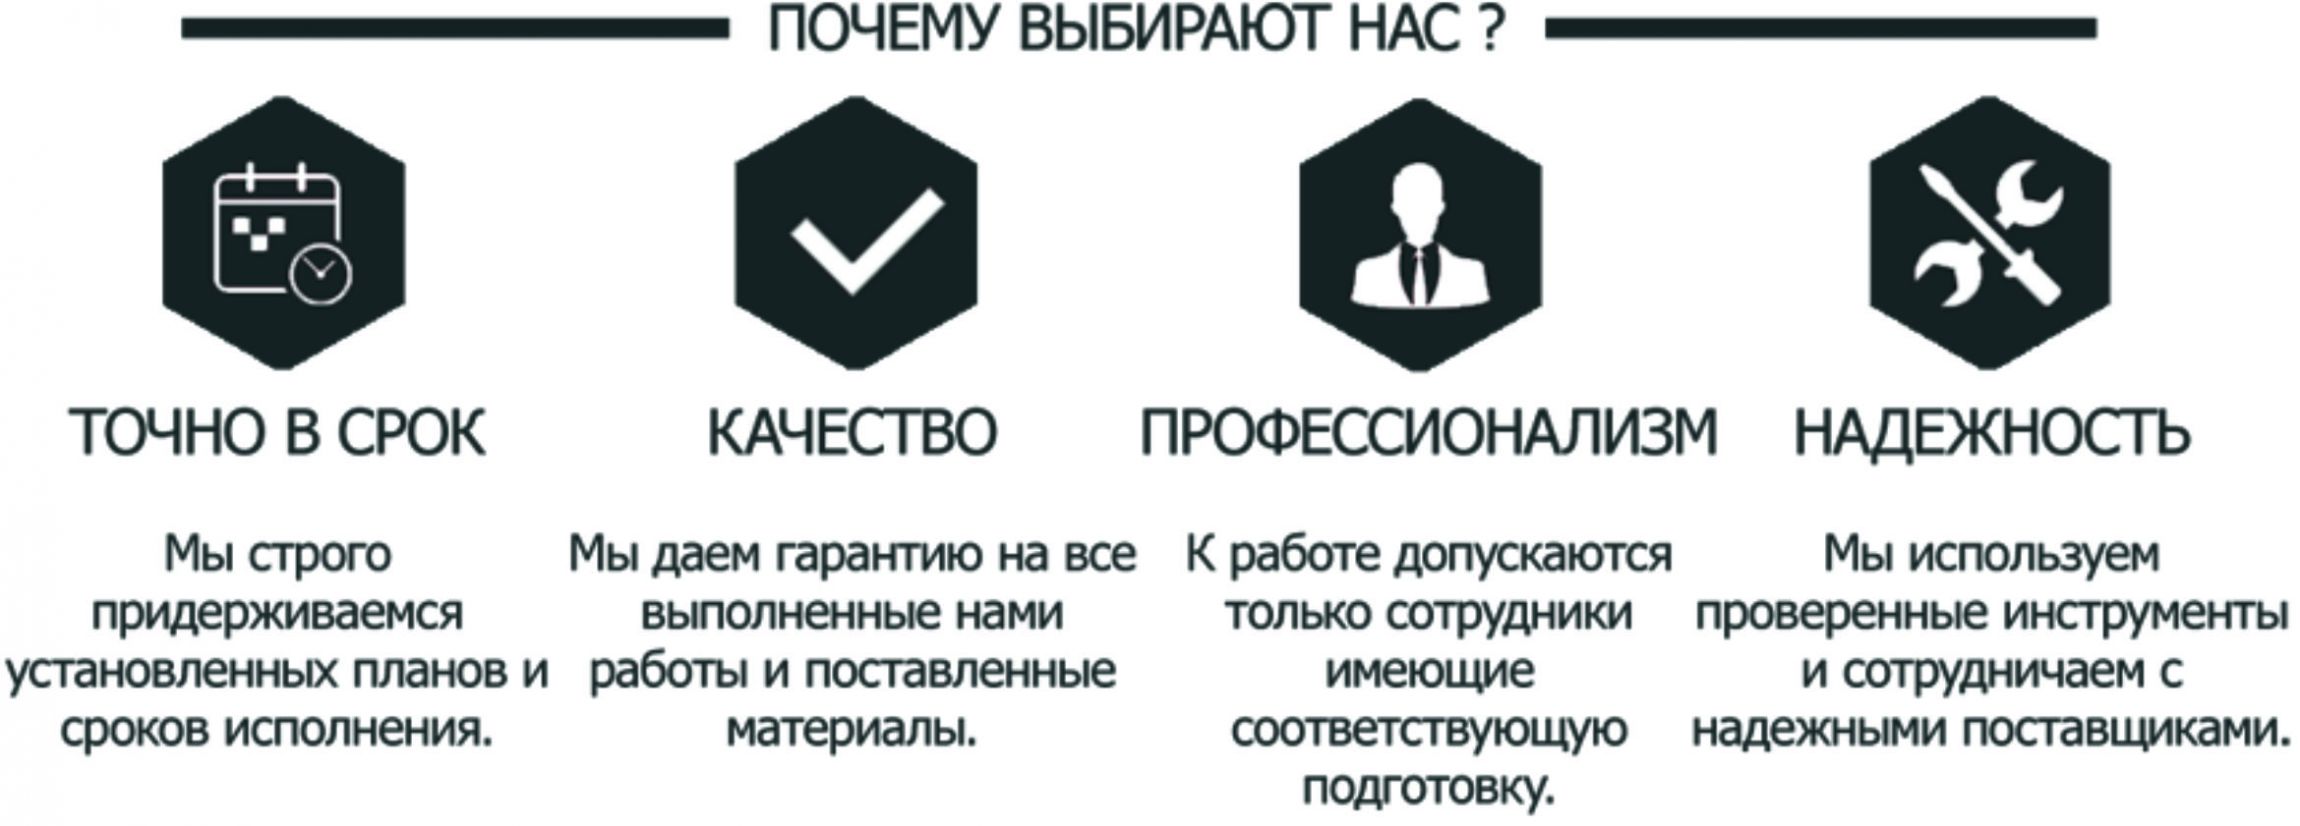 ПОЧЕМУ ВЫБИРАЮТ НАС ?
ТОЧНО В СРОК
Мы строго
придерживаемся
установленных планов и
сроков исполнения.
КАЧЕСТВО
Мы даем гарантию на все
выполненные нами
работы и поставленные
материалы.
ПРОФЕССИОНАЛИЗМ
К работе допускаются
только сотрудники
имеющие
соответствующую
подготовку.
НАДЕЖНОСТЬ
Мы используем
проверенные инструменты
и сотрудничаем с
надежными поставщиками.